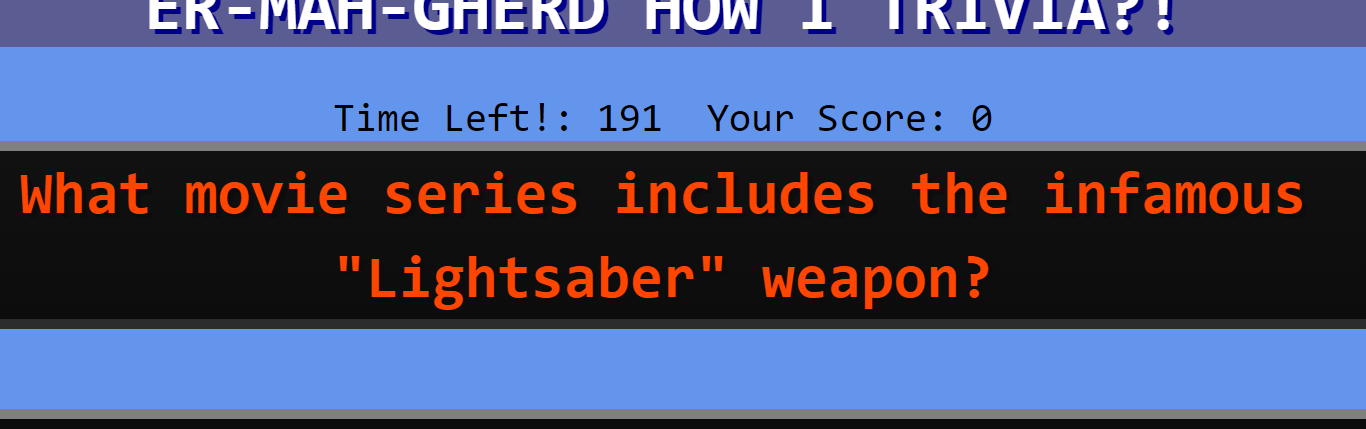 ER-MAH-GHERD HOW I TRIVIA?!
Time Left!: 191 Your Score: 0
What movie series includes the infamous
"Lightsaber" weapon?